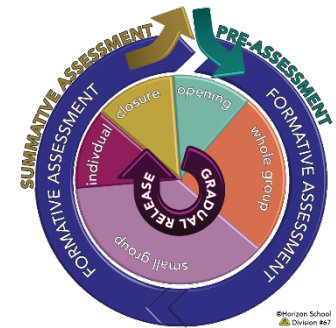 SUMMATIVE ASSESSMENT
PRE-ASSESSMENT
FORMATIVE ASSESSMENT
FORMATIVE ASSESSMENT
closure
opening
individual
whole group
small group
GRADUAL RELEASE
©Horizon School
Division #67